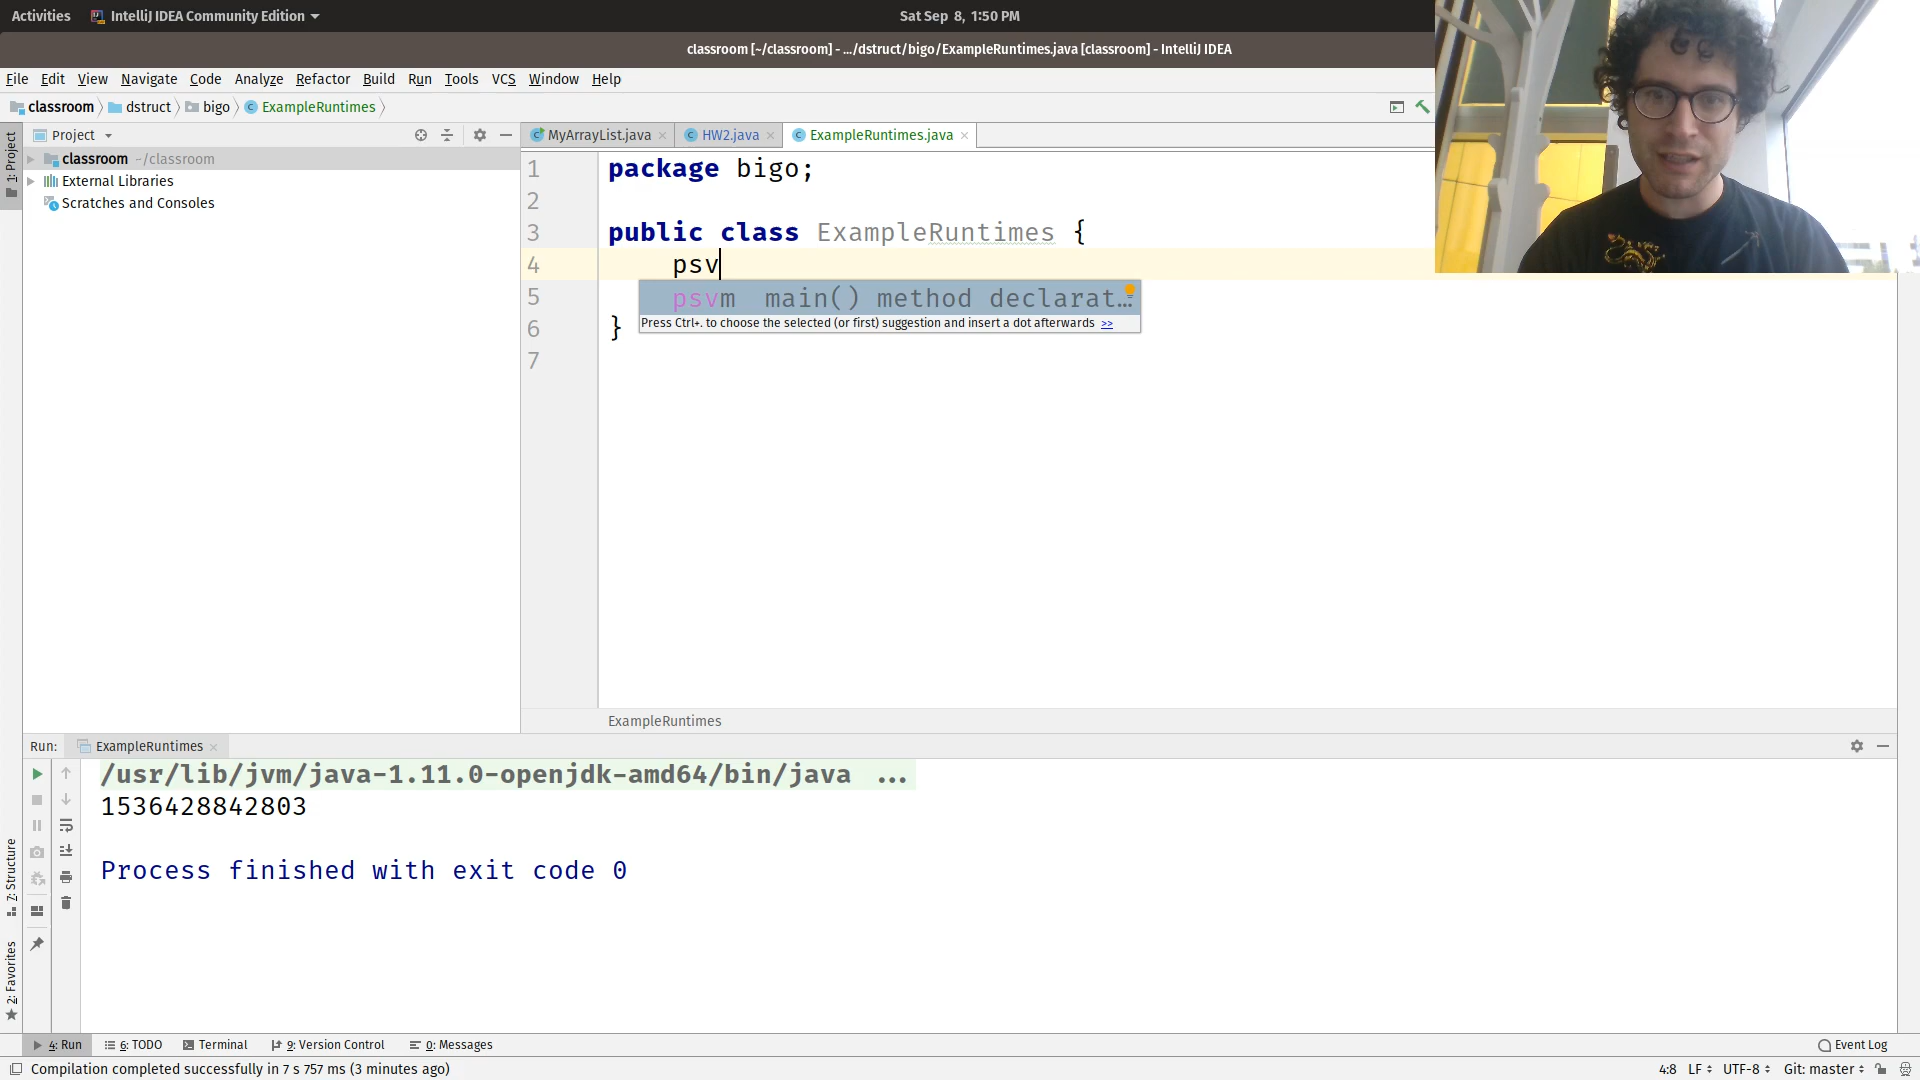 Activities IntelliJ IDEA Community Edition Sat Sep 8, 1:50 PM
classroom [~/classroom] - .../dstruct/bigo/ExampleRuntimes.java [classroom] - IntelliJ IDEA
File Edit View Navigate Code Analyze Refactor Build Run Tools VCS Window Help
classroom dstruct bigo ExampleRuntimes
Project MyArrayList.java HW2.java ExampleRuntimes.java
classroom ~/classroom
External Libraries
Scratches and Consoles
1: Project
1 package bigo;
2
3 public class ExampleRuntimes {
4 psv
5 psvm main() method declarat…
Press Ctrl+. to choose the selected (or first) suggestion and insert a dot afterwards >>
6 }
7
ExampleRuntimes
Run: ExampleRuntimes
/usr/lib/jvm/java-1.11.0-openjdk-amd64/bin/java ...
1536428842803
Process finished with exit code 0
7: Structure
2: Favorites
4: Run 6: TODO Terminal 9: Version Control 0: Messages Event Log
Compilation completed successfully in 7 s 757 ms (3 minutes ago) 4:8 LF UTF-8 Git: master